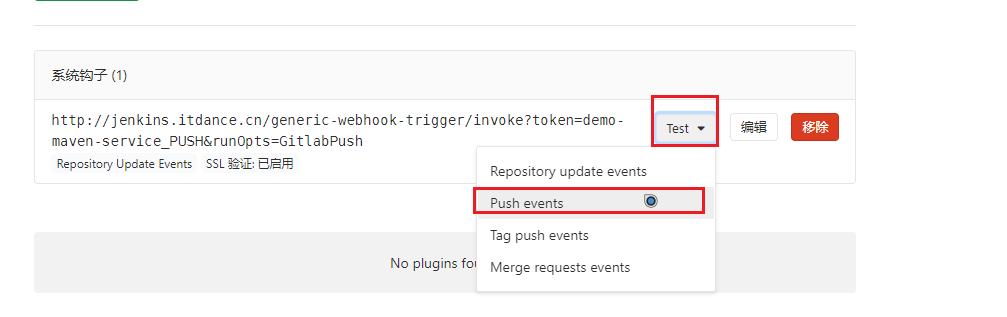 系统钩子 (1)
http://jenkins.itdance.cn/generic-webhook-trigger/invoke?token=demo-
maven-service_PUSH&runOpts=GitlabPush
Test
编辑
移除
Repository Update Events
SSL 验证: 已启用
Repository update events
Push events
Tag push events
Merge requests events
No plugins